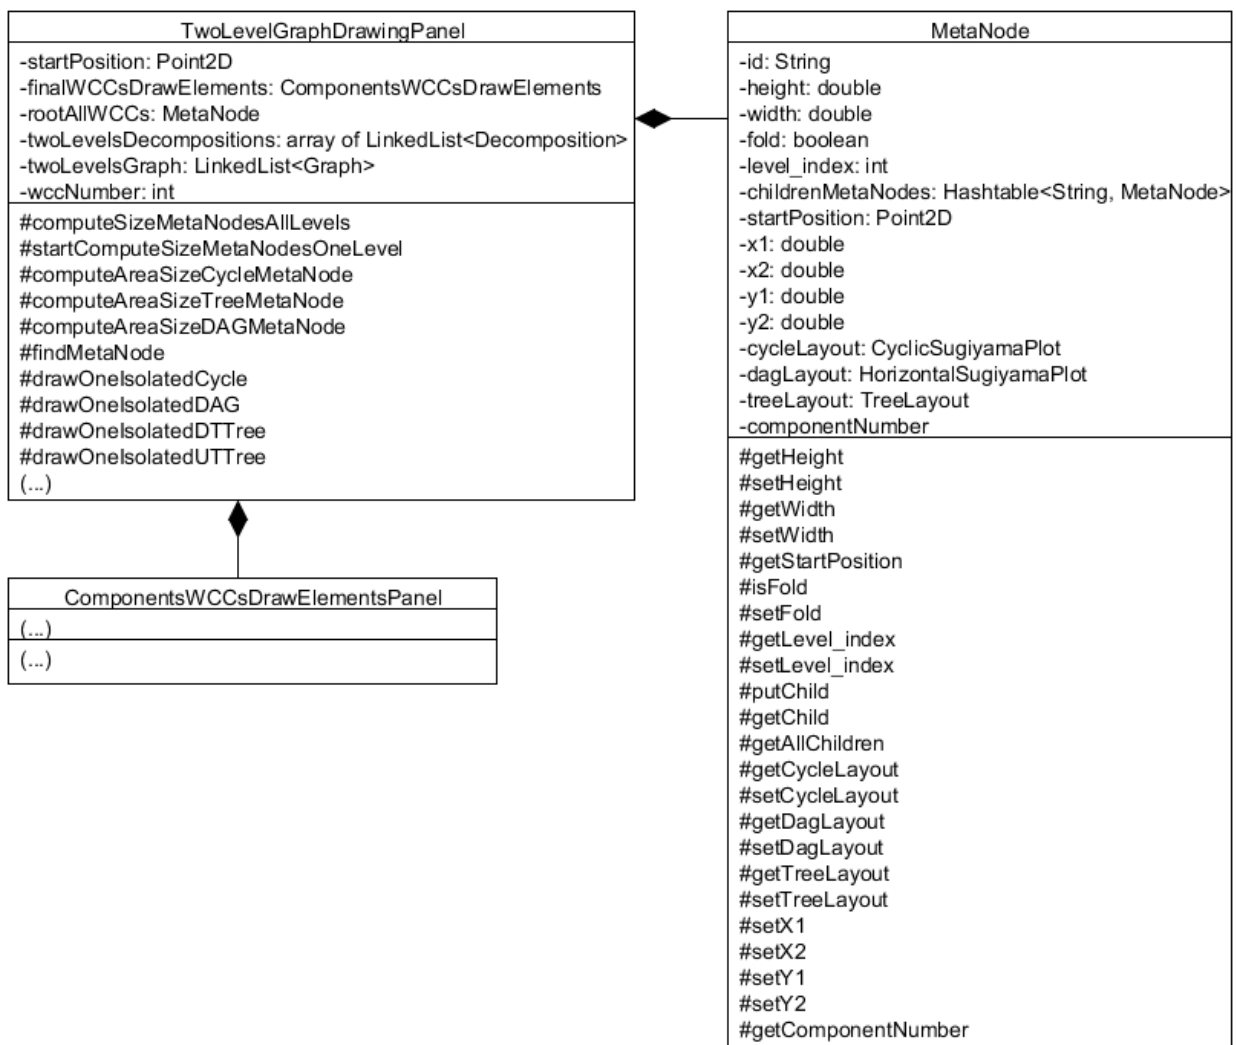 TwoLevelGraphDrawingPanel
-startPosition: Point2D
-finalWCCsDrawElements: ComponentsWCCsDrawElements
-rootAllWCCs: MetaNode
-twoLevelsDecompositions: array of LinkedList<Decomposition>
-twoLevelsGraph: LinkedList<Graph>
-wccNumber: int
#computeSizeMetaNodesAllLevels
#startComputeSizeMetaNodesOneLevel
#computeAreaSizeCycleMetaNode
#computeAreaSizeTreeMetaNode
#computeAreaSizeDAGMetaNode
#findMetaNode
#drawOneIsolatedCycle
#drawOneIsolatedDAG
#drawOneIsolatedDTTree
#drawOneIsolatedUTTree
(...)
ComponentsWCCsDrawElementsPanel
(...)
(...)
MetaNode
-id: String
-height: double
-width: double
-fold: boolean
-level_index: int
-childrenMetaNodes: Hashtable<String, MetaNode>
-startPosition: Point2D
-x1: double
-x2: double
-y1: double
-y2: double
-cycleLayout: CyclicSugiyamaPlot
-dagLayout: HorizontalSugiyamaPlot
-treeLayout: TreeLayout
-componentNumber
#getHeight
#setHeight
#getWidth
#setWidth
#getStartPosition
#isFold
#setFold
#getLevel_index
#setLevel_index
#putChild
#getChild
#getAllChildren
#getCycleLayout
#setCycleLayout
#getDagLayout
#setDagLayout
#getTreeLayout
#setTreeLayout
#setX1
#setX2
#setY1
#setY2
#getComponentNumber